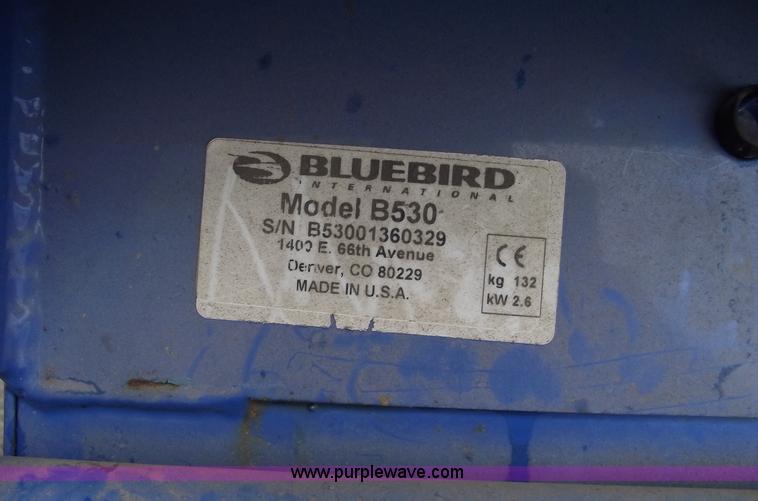 BLUEBIRD
INTERNATIONAL
Model B530
S/N B53001360329
1400 E. 66th Avenue
Denver, CO 80229
MADE IN U.S.A.
CE
kg 132
kW 2.6
www.purplewave.com